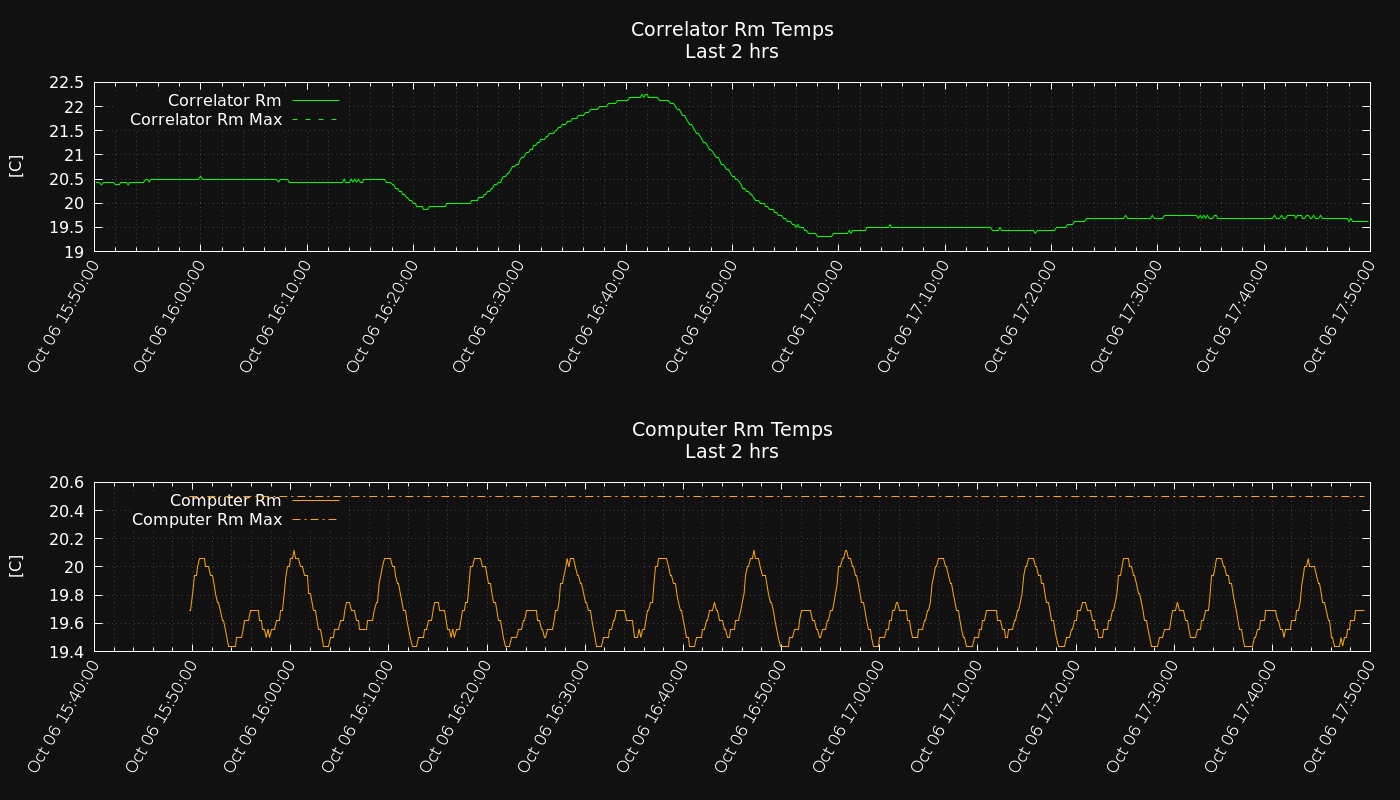 Correlator Rm Temps
Last 2 hrs
22.5
22
21.5
21
20.5
20
19.5
19
[C]
Correlator Rm
Correlator Rm Max
Oct 06 15:50:00
Oct 06 16:00:00
Oct 06 16:10:00
Oct 06 16:20:00
Oct 06 16:30:00
Oct 06 16:40:00
Oct 06 16:50:00
Oct 06 17:00:00
Oct 06 17:10:00
Oct 06 17:20:00
Oct 06 17:30:00
Oct 06 17:40:00
Oct 06 17:50:00
Computer Rm Temps
Last 2 hrs
20.6
20.4
20.2
20
19.8
19.6
19.4
[C]
Computer Rm
Computer Rm Max
Oct 06 15:40:00
Oct 06 15:50:00
Oct 06 16:00:00
Oct 06 16:10:00
Oct 06 16:20:00
Oct 06 16:30:00
Oct 06 16:40:00
Oct 06 16:50:00
Oct 06 17:00:00
Oct 06 17:10:00
Oct 06 17:20:00
Oct 06 17:30:00
Oct 06 17:40:00
Oct 06 17:50:00